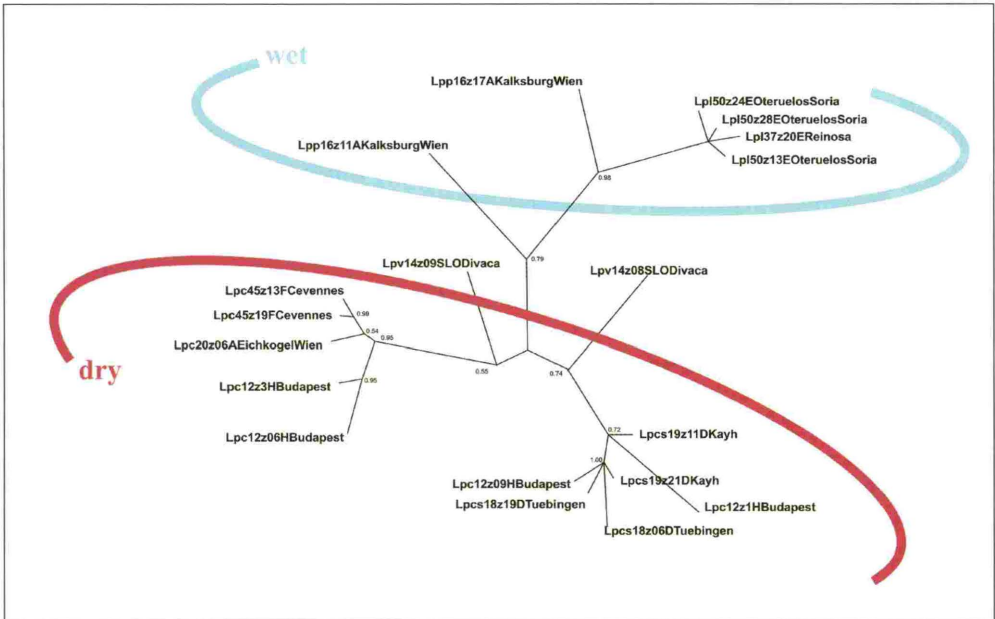 wet
Lpp16z17AKalksburgWien
Lpl50z24EOteruelosSoria
Lpl50z28EOteruelosSoria
Lpl37z20EReinosa
Lpl50z13EOteruelosSoria
Lpp16z11AKalksburgWien
0.98
0.79
Lpv14z09SLODivaca
Lpv14z08SLODivaca
Lpc45z13FCevennes
Lpc45z19FCevennes
0.99
0.54
0.95
Lpc20z06AEichkogelWien
dry
0.55
0.74
Lpc12z3HBudapest
0.95
Lpc12z06HBudapest
0.72
Lpcs19z11DKayh
1.00
Lpc12z09HBudapest
Lpcs19z21DKayh
Lpcs18z19DTuebingen
Lpc12z1HBudapest
Lpcs18z06DTuebingen